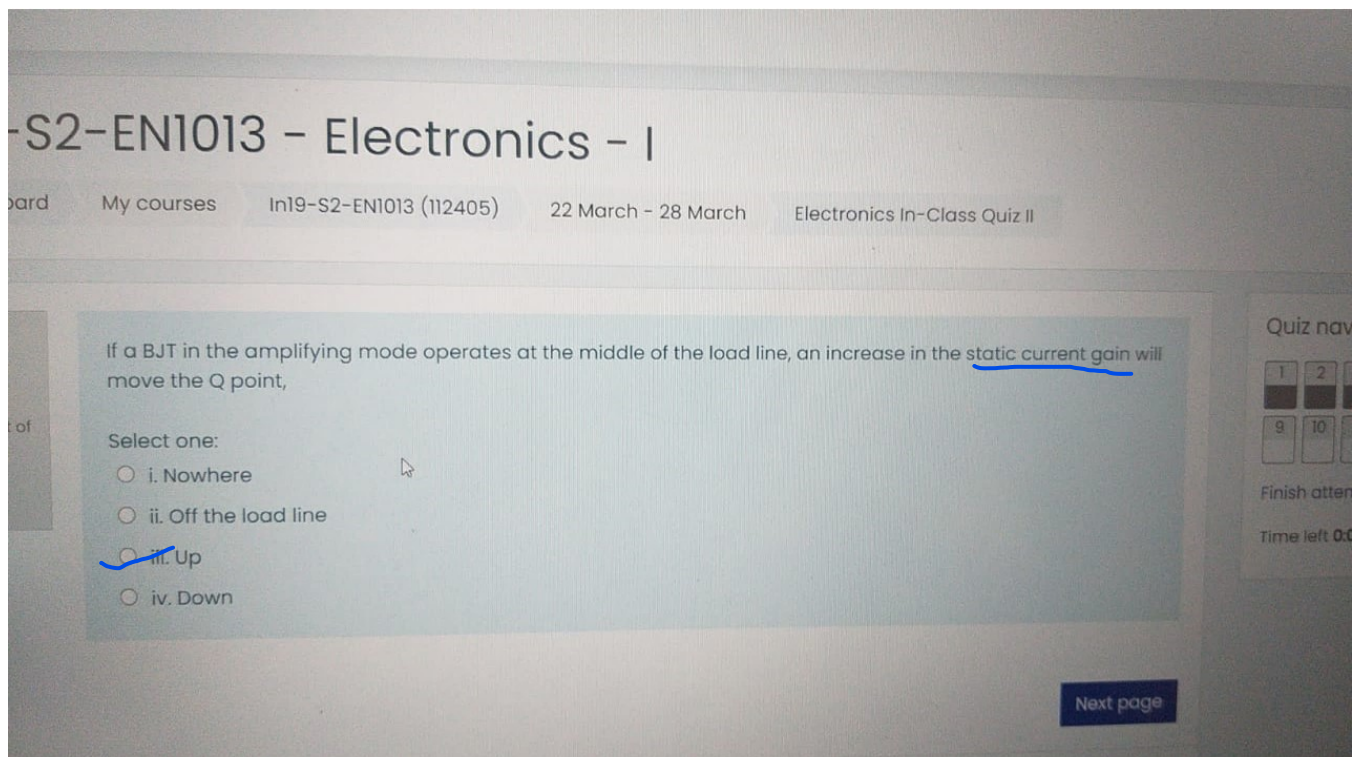 -S2-EN1013 - Electronics - I
My courses In19-S2-EN1013 (112405) 22 March - 28 March Electronics In-Class Quiz II
If a BJT in the amplifying mode operates at the middle of the load line, an increase in the static current gain will
move the Q point,
of
Select one:
i. Nowhere
ii. Off the load line
iii. Up
iv. Down
Next page
Quiz nav
1 2
9 10
Finish atten
Time left 0:0